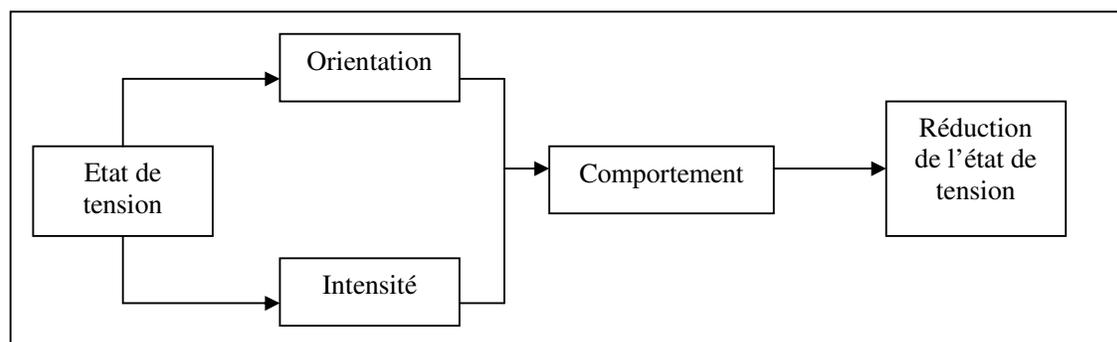 Orientation
Etat de
tension
Intensité
Comportement
Réduction
de l'état de
tension